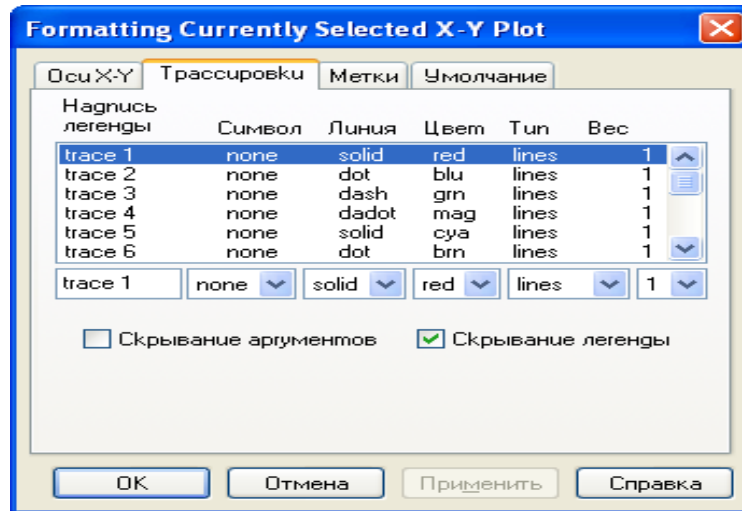 Formatting Currently Selected X-Y Plot
Оси X-Y Трассировки Метки Умолчание
Надпись
легенды Символ Линия Цвет Тип Вес
trace 1 none solid red lines 1
trace 2 none dot blu lines 1
trace 3 none dash grn lines 1
trace 4 none dadot mag lines 1
trace 5 none solid cya lines 1
trace 6 none dot brn lines 1
trace 1 none solid red lines 1
Скрывание аргументов Скрывание легенды
OK Отмена Применить Справка